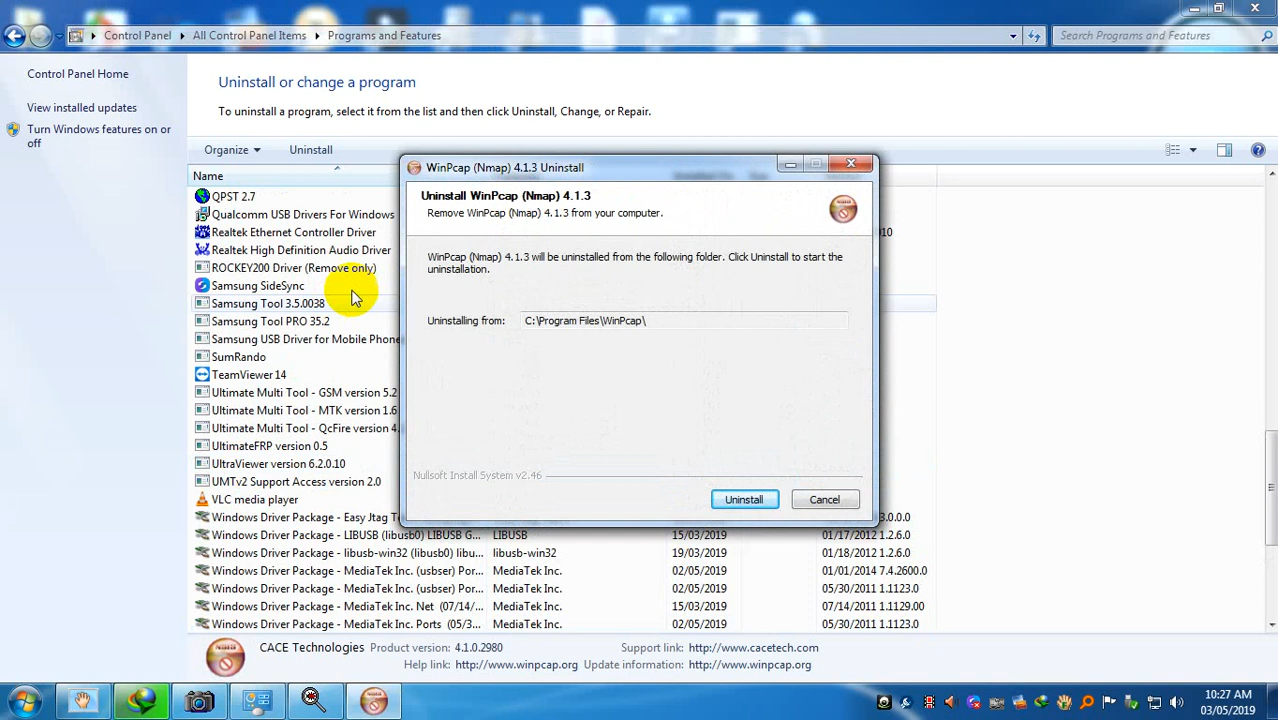 Control Panel
All Control Panel Items
Programs and Features
Search Programs and Features
Control Panel Home
View installed updates
Turn Windows features on or
off
Uninstall or change a program
To uninstall a program, select it from the list and then click Uninstall, Change, or Repair.
Organize
Uninstall
Name
QPST 2.7
Qualcomm USB Drivers For Windows
Realtek Ethernet Controller Driver
Realtek High Definition Audio Driver
ROCKEY200 Driver (Remove only)
Samsung SideSync
Samsung Tool 3.5.0038
Samsung Tool PRO 35.2
Samsung USB Driver for Mobile Phone
SumRando
TeamViewer 14
Ultimate Multi Tool - GSM version 5.2
Ultimate Multi Tool - MTK version 1.6
Ultimate Multi Tool - QcFire version 4.
UltimateFRP version 0.5
UltraViewer version 6.2.0.10
UMTv2 Support Access version 2.0
VLC media player
WinPcap (Nmap) 4.1.3 Uninstall
Uninstall WinPcap (Nmap) 4.1.3
Remove WinPcap (Nmap) 4.1.3 from your computer.
WinPcap (Nmap) 4.1.3 will be uninstalled from the following folder. Click Uninstall to start the
uninstallation.
Uninstalling from: C:\Program Files\WinPcap\
Nullsoft Install System v2.46
Uninstall
Cancel
Windows Driver Package - Easy Jtag 3.0.0.0
Windows Driver Package - LIBUSB (LIBUSB G... LIBUSB 15/03/2019 01/17/2012 1.2.6.0
Windows Driver Package - libusb-win32 (libusb0) libu... libusb-win32 19/03/2019 01/18/2012 1.2.6.0
Windows Driver Package - MediaTek Inc. (usbser) Por... MediaTek Inc. 02/05/2019 01/01/2014 7.4.2600.0
Windows Driver Package - MediaTek Inc. (usbser) Por... MediaTek Inc. 02/05/2019 05/30/2011 1.1123.0
Windows Driver Package - MediaTek Inc. Net (07/14/... MediaTek Inc. 15/03/2019 07/14/2011 1.1129.00
Windows Driver Package - MediaTek Inc. Ports (05/3... MediaTek Inc. 02/05/2019 05/30/2011 1.1123.0
CACE Technologies Product version: 4.1.0.2980 Support link: http://www.cacetech.com
Help link: http://www.winpcap.org Update information: http://www.winpcap.org
10:27 AM
03/05/2019